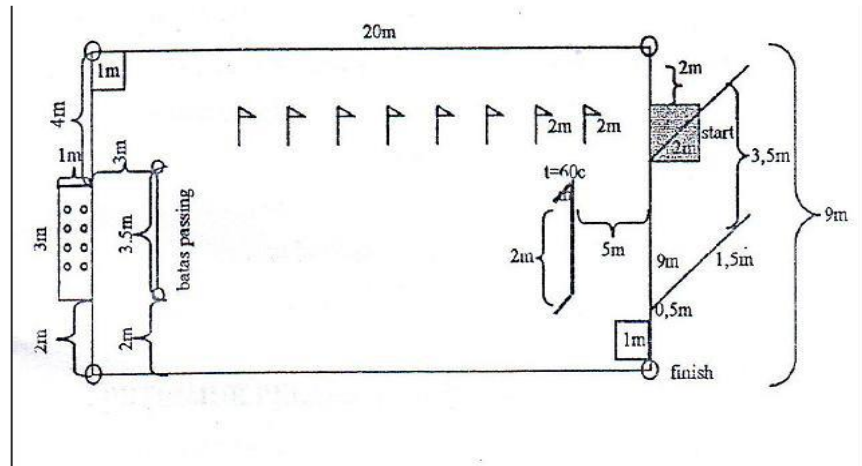 20m
1m
2m
4m
2m
2m
start
2m
3m
3,5m
1m
t=60c
m
9m
3m
3,5m
batas passing
2m
5m
9m
1,5m
0,5m
2m
2m
1m
finish